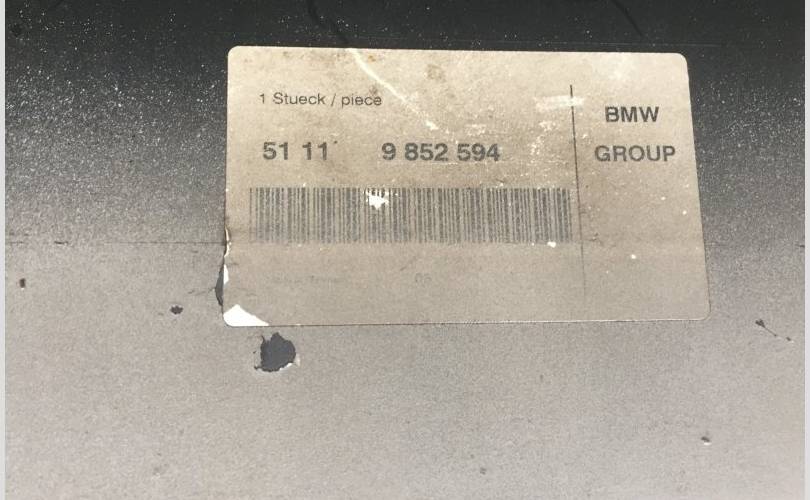 1 Stueck / piece
51 11 9 852 594
BMW
GROUP